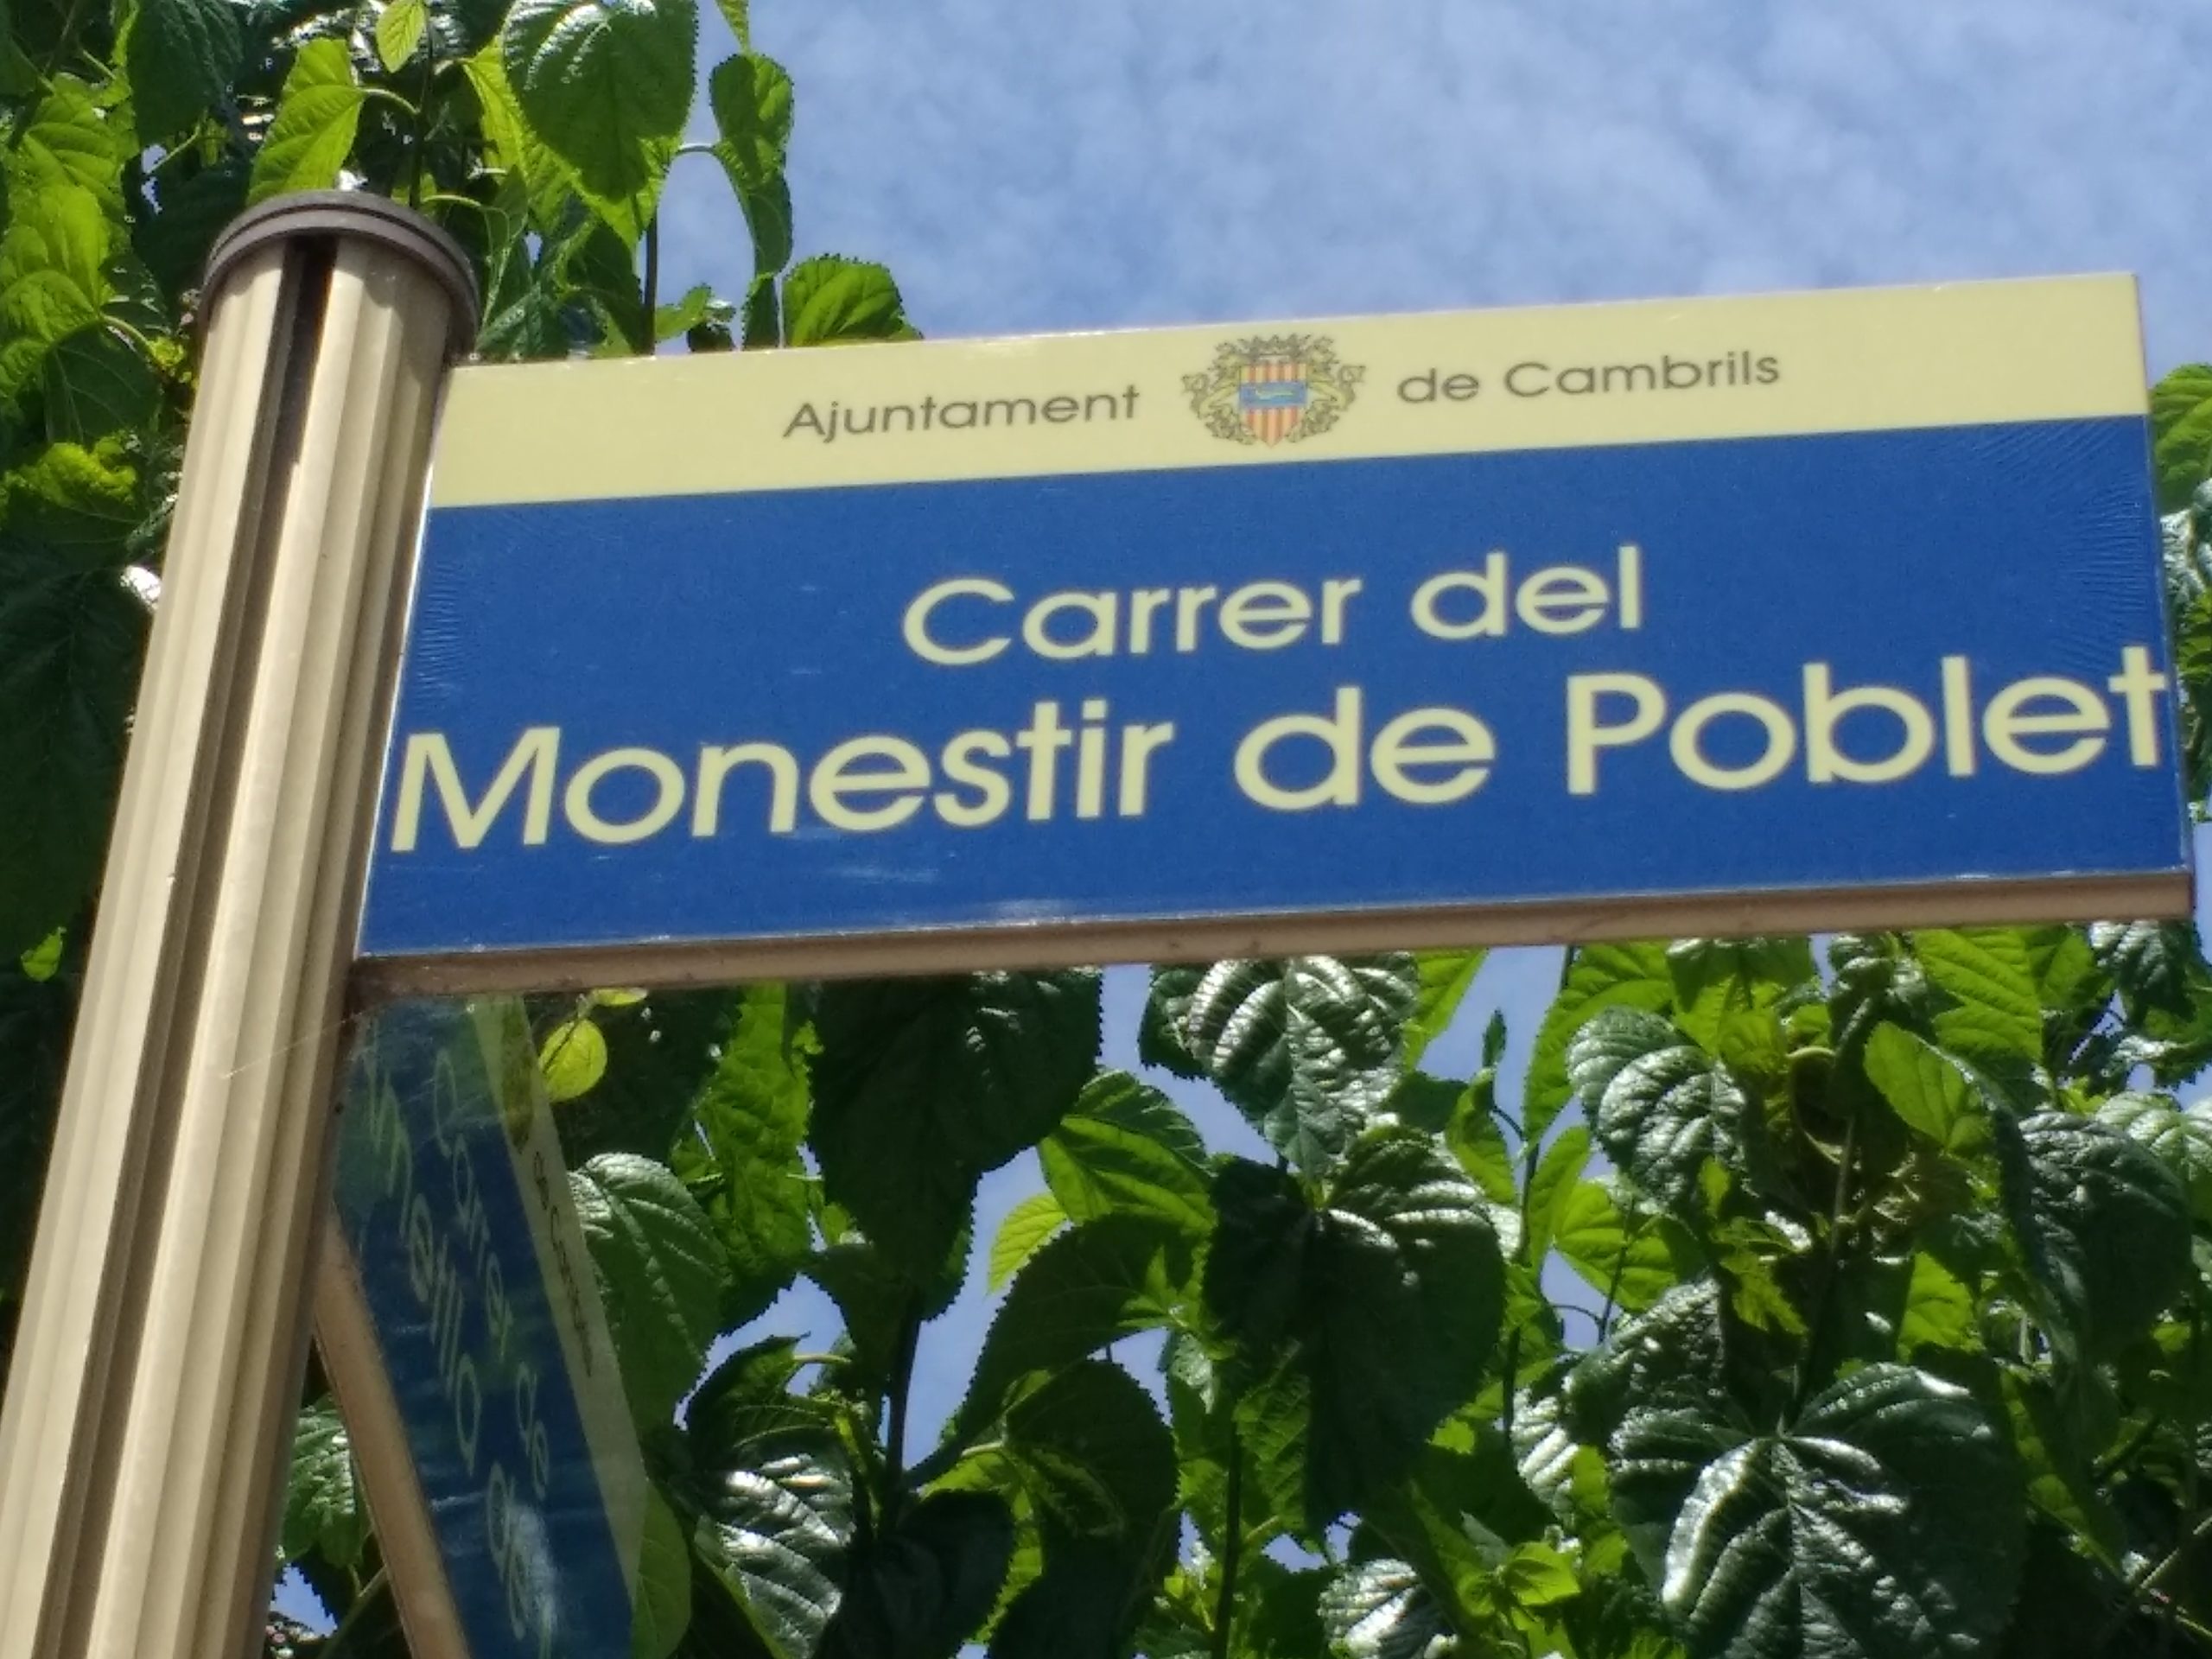 Ajuntament de Cambrils
Carrer del
Monestir de Poblet